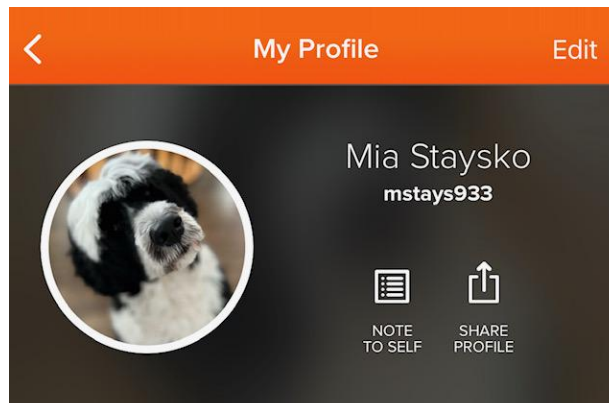 My Profile
Edit
Mia Staysko
mstays933
NOTE
TO SELF
SHARE
PROFILE